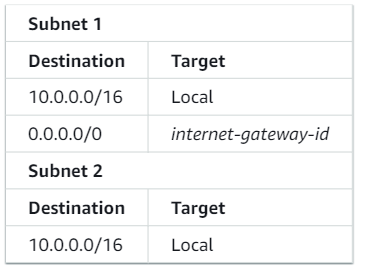 Subnet 1
Destination Target
10.0.0.0/16 Local
0.0.0.0/0 internet-gateway-id
Subnet 2
Destination Target
10.0.0.0/16 Local